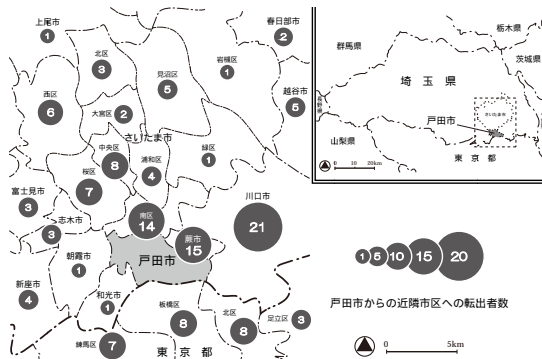 上尾市
1
春日部市
2
北区
3
見沼区
5
岩槻区
1
西区
6
越谷市
5
大宮区
2
さいたま市
中央区
8
浦和区
4
緑区
1
桜区
7
富士見市
3
志木市
3
南区
14
蕨市
15
川口市
21
戸田市
朝霞市
1
新座市
4
和光市
1
板橋区
8
北区
8
足立区
3
練馬区
7
東京都
栃木県
群馬県
茨城県
埼玉県
さいたま市
長野県
戸田市
山梨県
東京都
0 10 20km
1 5 10 15 20
戸田市からの近隣市区への転出者数
0 5km